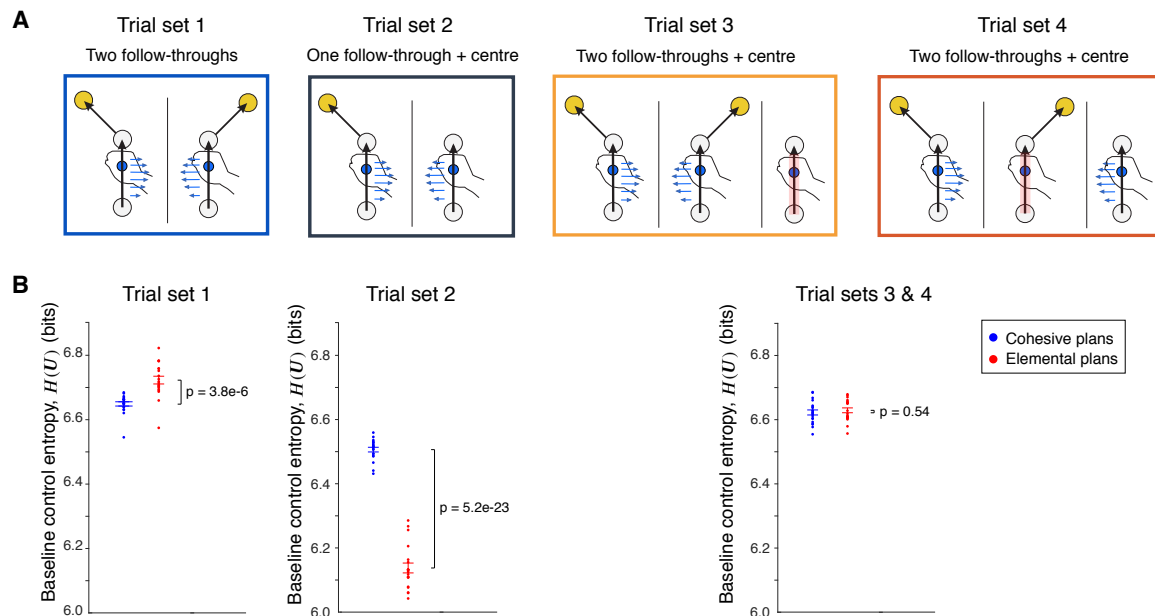 A
Trial set 1
Trial set 2
Trial set 3
Trial set 4
Two follow-throughs
One follow-through + centre
Two follow-throughs + centre
Two follow-throughs + centre
B
Trial set 1
Trial set 2
Trial sets 3 & 4
Baseline control entropy, H(U) (bits)
6.8
6.6
6.4
6.2
6.0
p = 3.8e-6
Baseline control entropy, H(U) (bits)
6.8
6.6
6.4
6.2
6.0
p = 5.2e-23
Baseline control entropy, H(U) (bits)
6.8
6.6
6.4
6.2
6.0
p = 0.54
Cohesive plans
Elemental plans